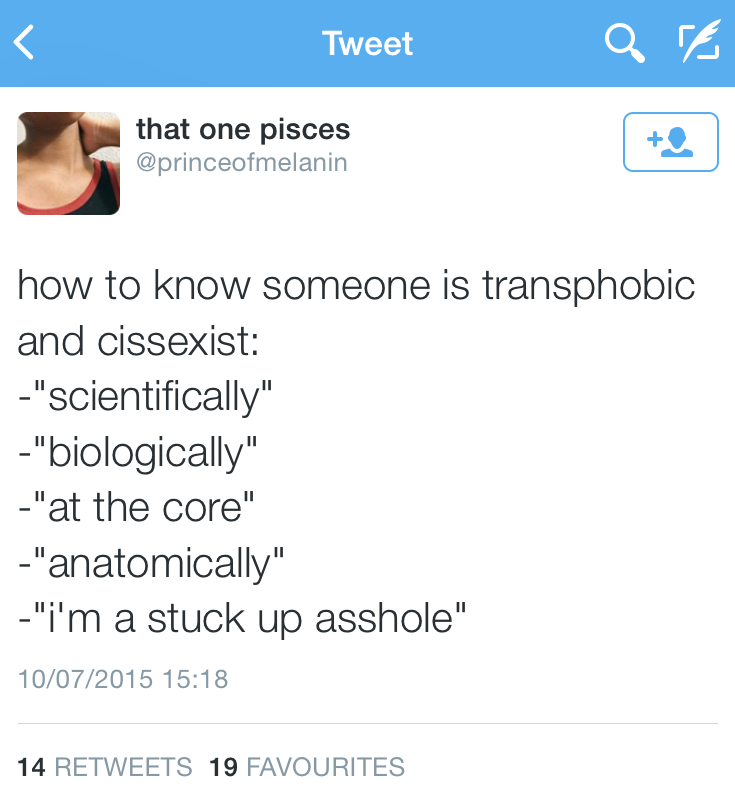 Tweet
that one pisces
@princeofmelanin
how to know someone is transphobic
and cissexist:
-"scientifically"
-"biologically"
-"at the core"
-"anatomically"
-"i'm a stuck up asshole"
10/07/2015 15:18
14 RETWEETS 19 FAVOURITES